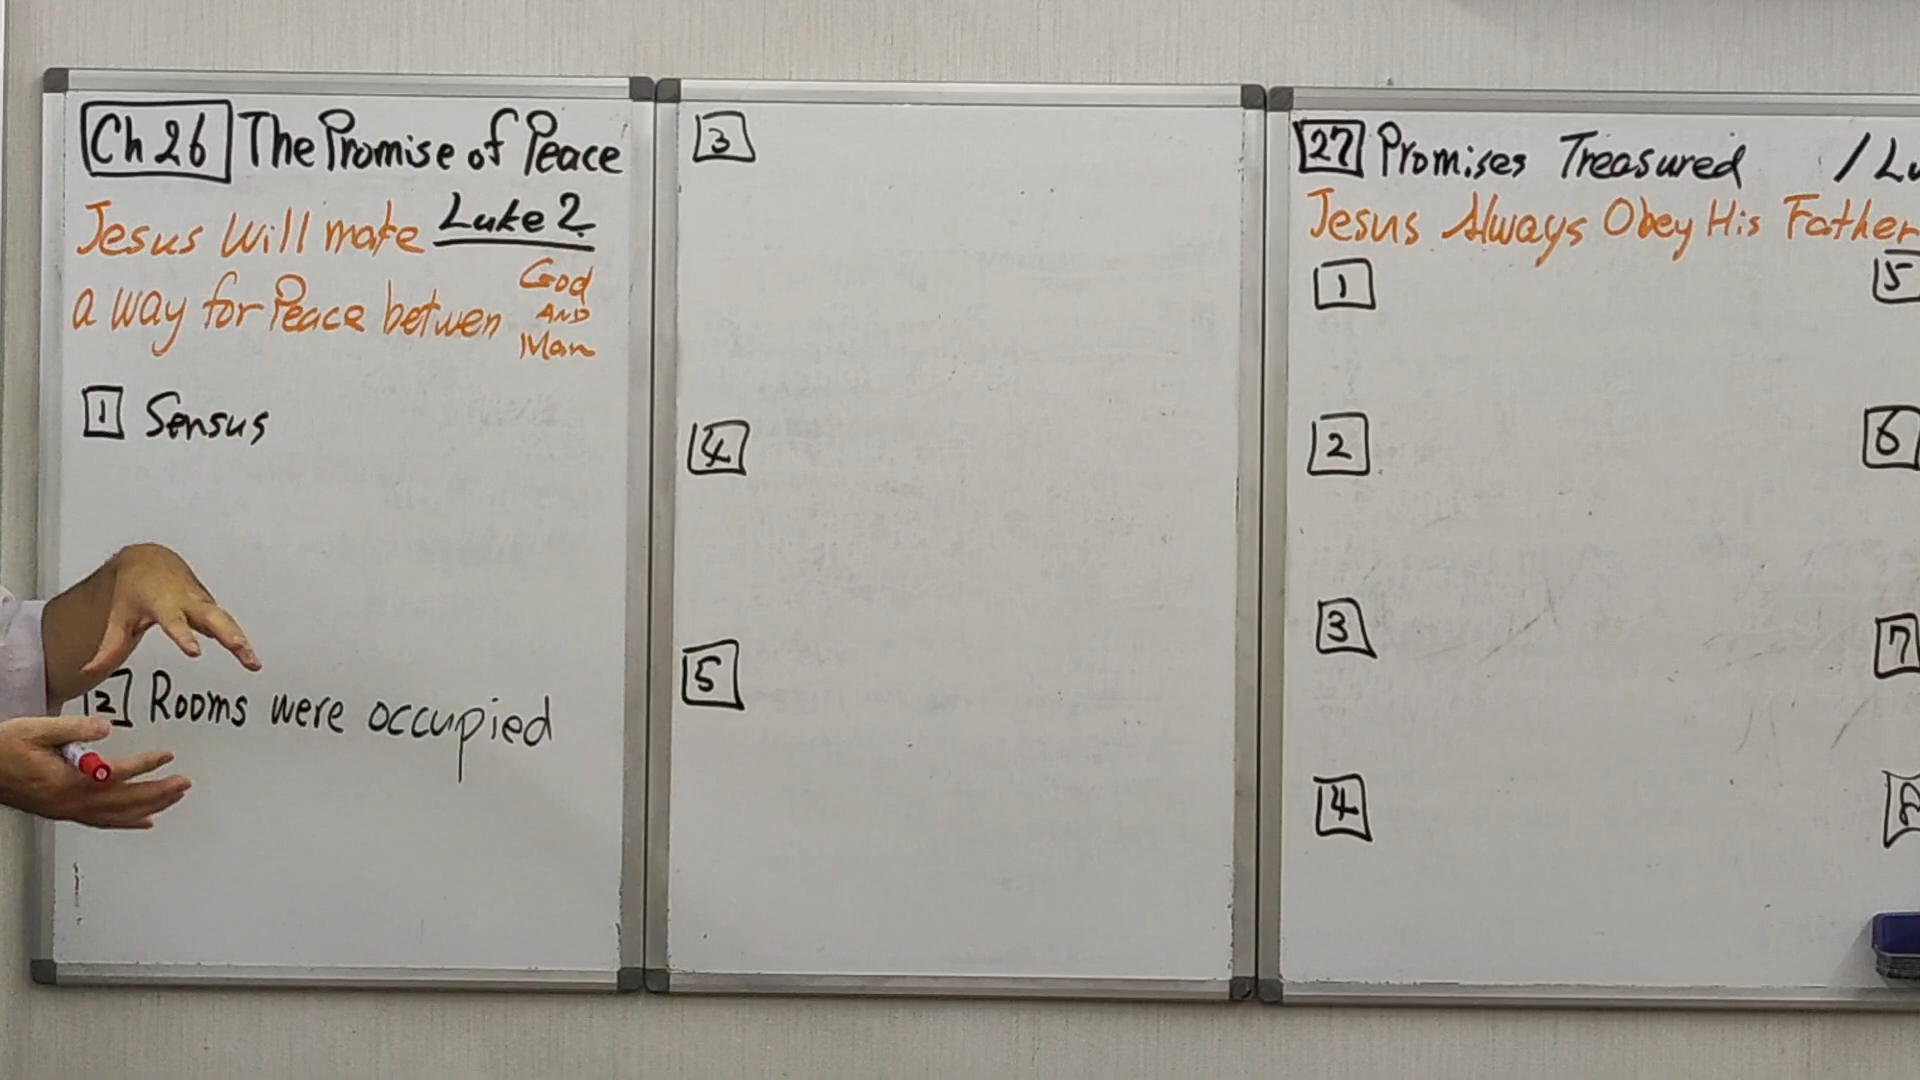 Ch 26 The Promise of Peace
Jesus Will make Luke 2
a way for Peace betwen God AND Man
1 Sensus
2 Rooms were occupied
3
4
5
27 Promises Treasured / Lu
Jesus Always Obey His Father
1
2
3
4
5
6
7